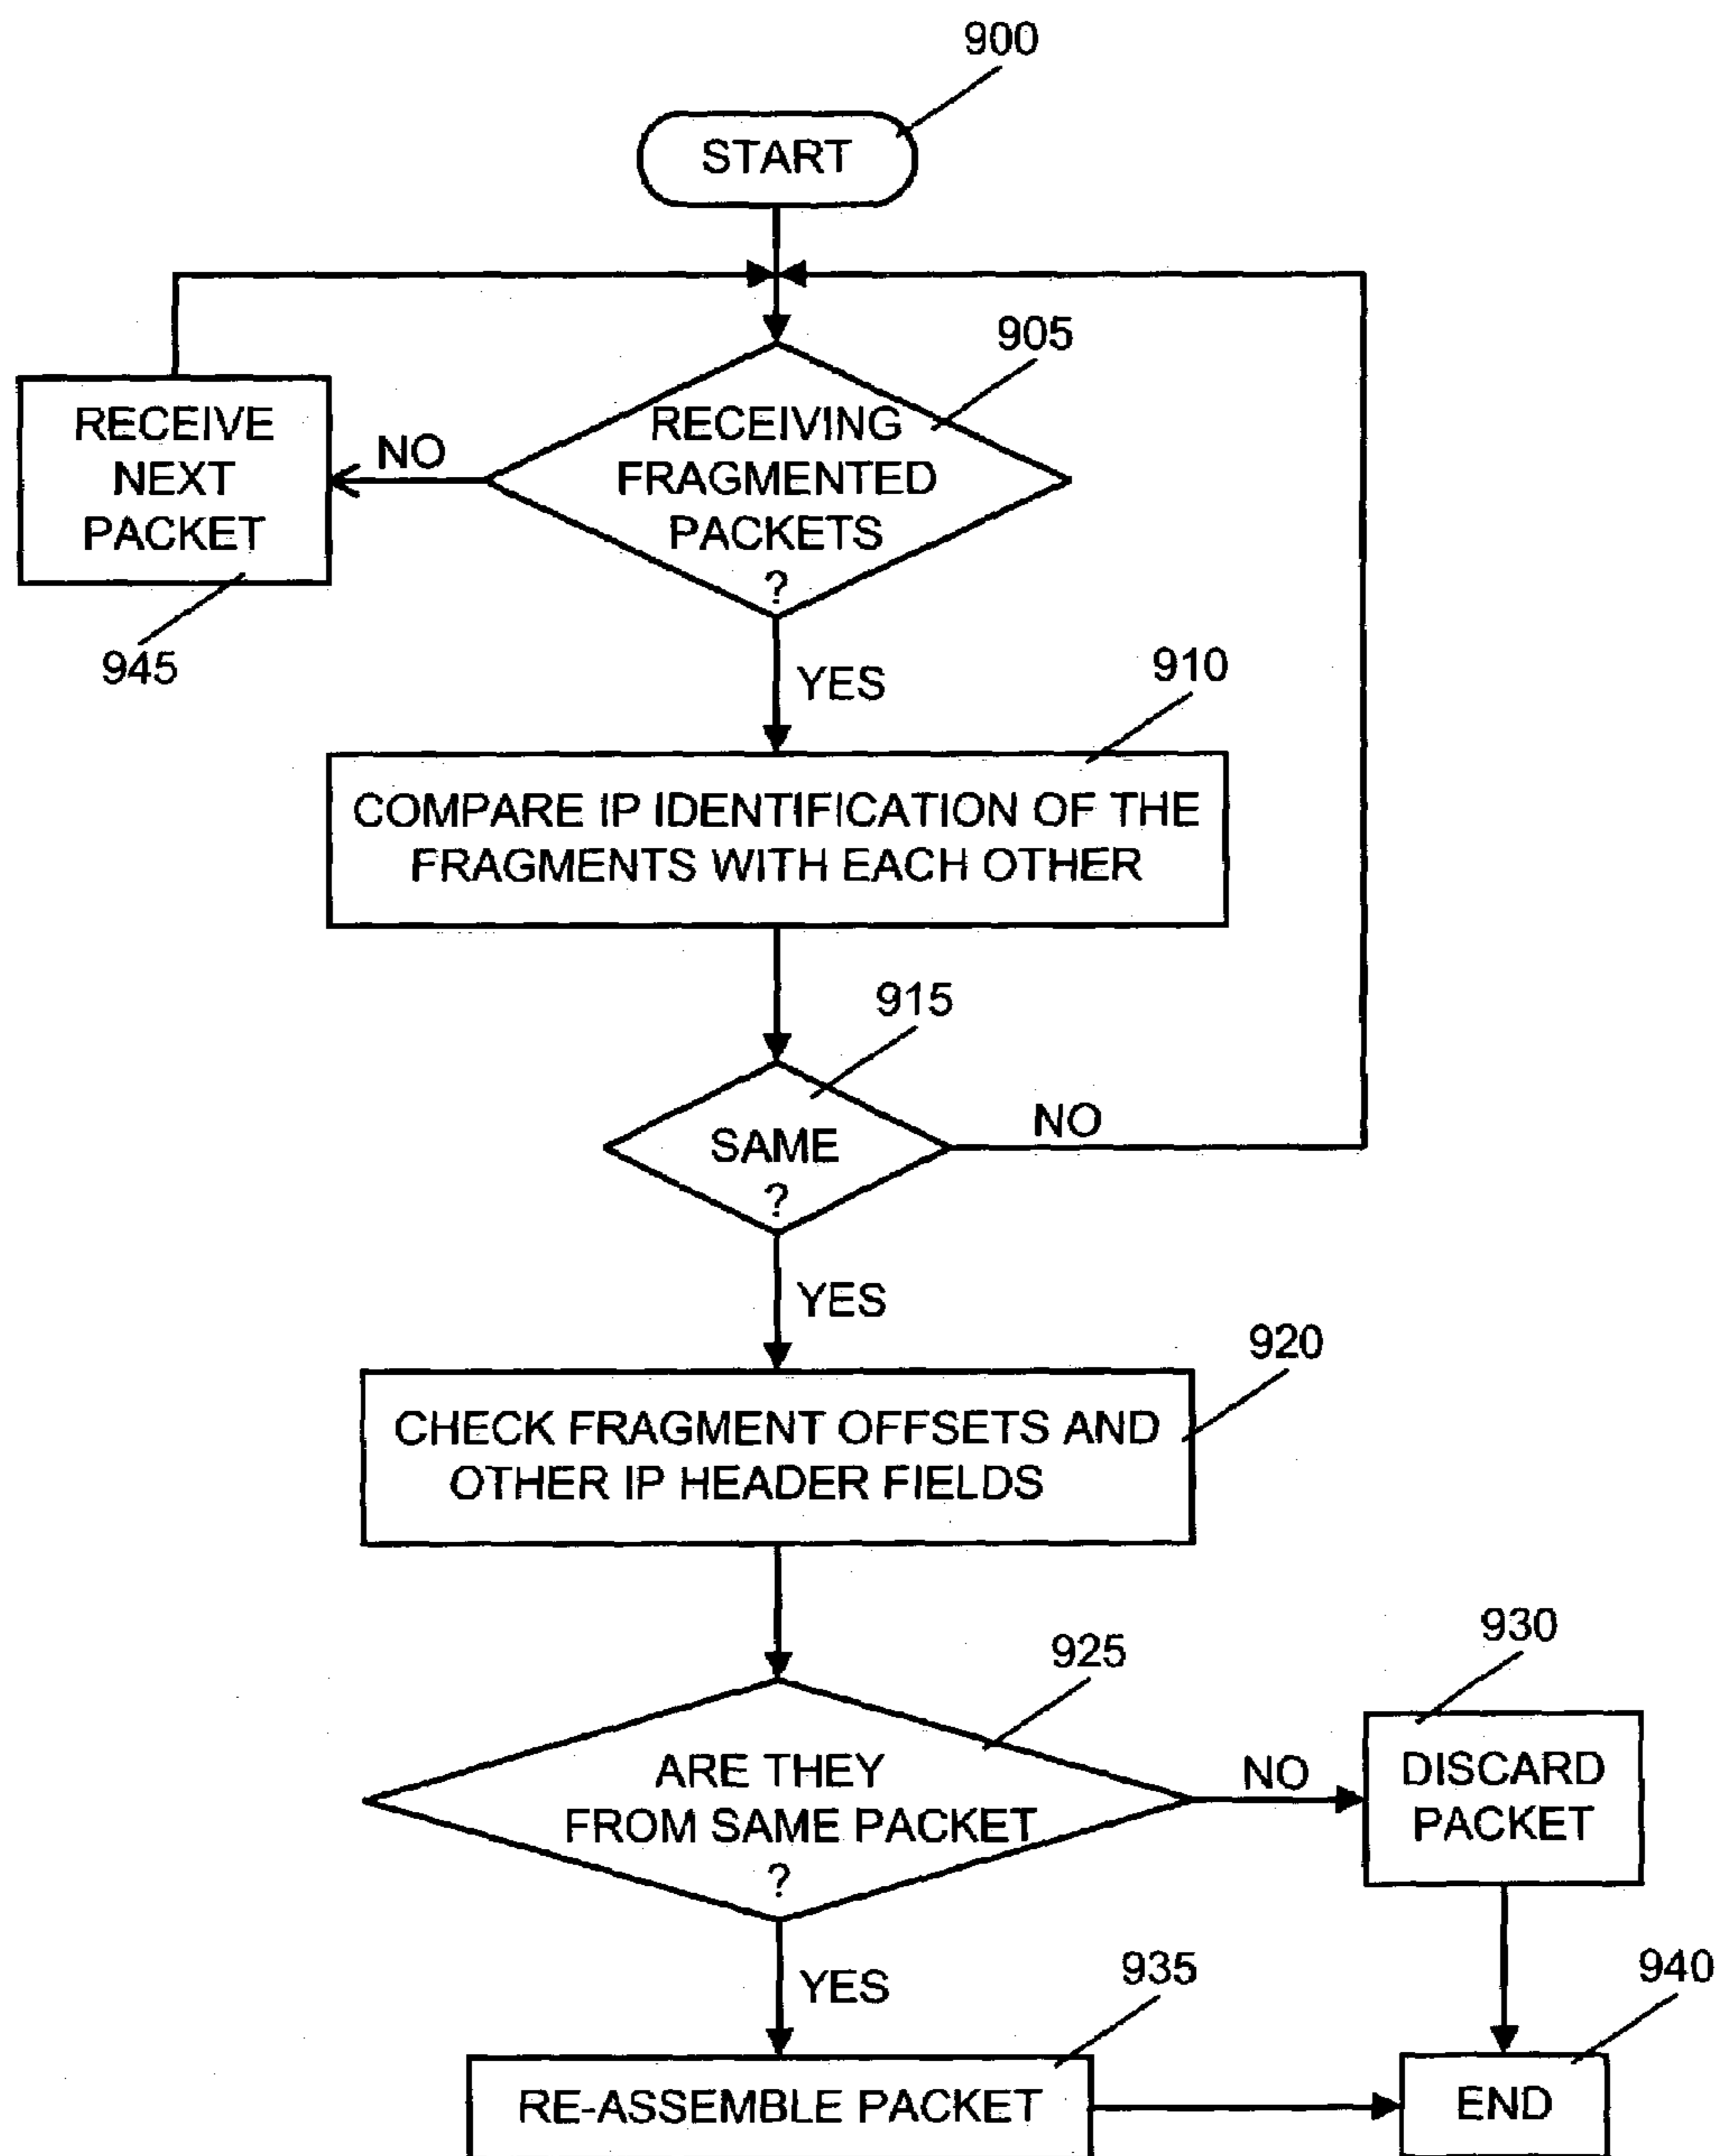 900
START
905
RECEIVING
FRAGMENTED
PACKETS
?
NO
RECEIVE
NEXT
PACKET
945
YES
910
COMPARE IP IDENTIFICATION OF THE
FRAGMENTS WITH EACH OTHER
915
SAME
?
NO
YES
920
CHECK FRAGMENT OFFSETS AND
OTHER IP HEADER FIELDS
925
ARE THEY
FROM SAME PACKET
?
NO
930
DISCARD
PACKET
YES
935
RE-ASSEMBLE PACKET
940
END